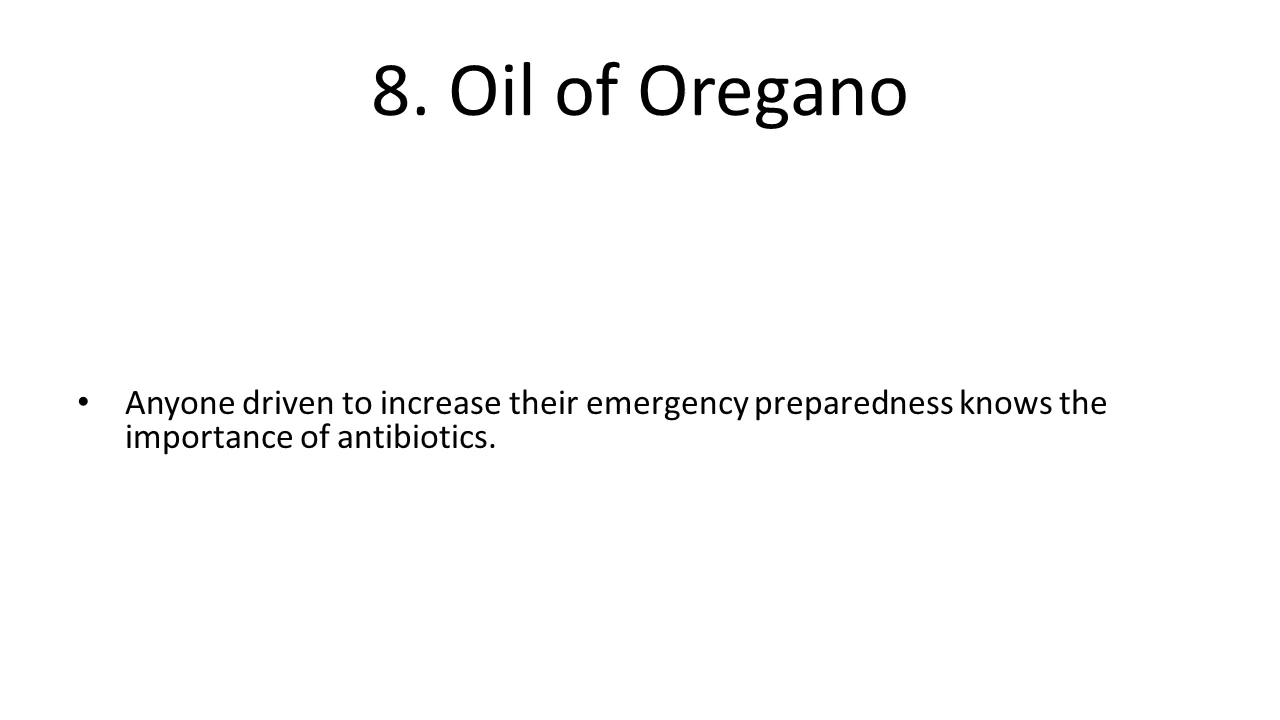 8. Oil of Oregano
• Anyone driven to increase their emergency preparedness knows the
importance of antibiotics.